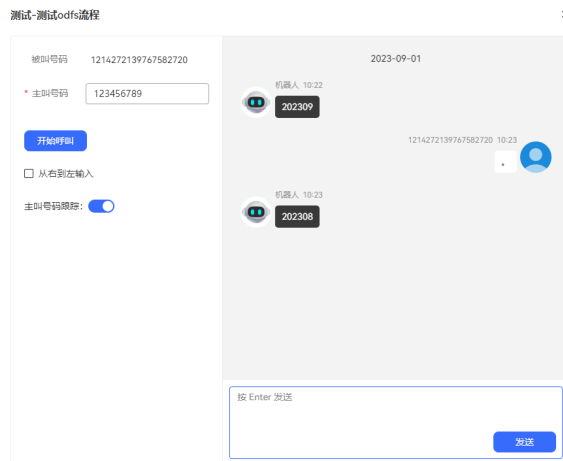 测试-测试odfs流程
被叫号码 1214272139767582720
* 主叫号码 123456789
开始呼叫
从右到左输入
主叫号码跟踪:
2023-09-01
机器人 10:22
202309
1214272139767582720 10:23
.
机器人 10:23
202308
按 Enter 发送
发送